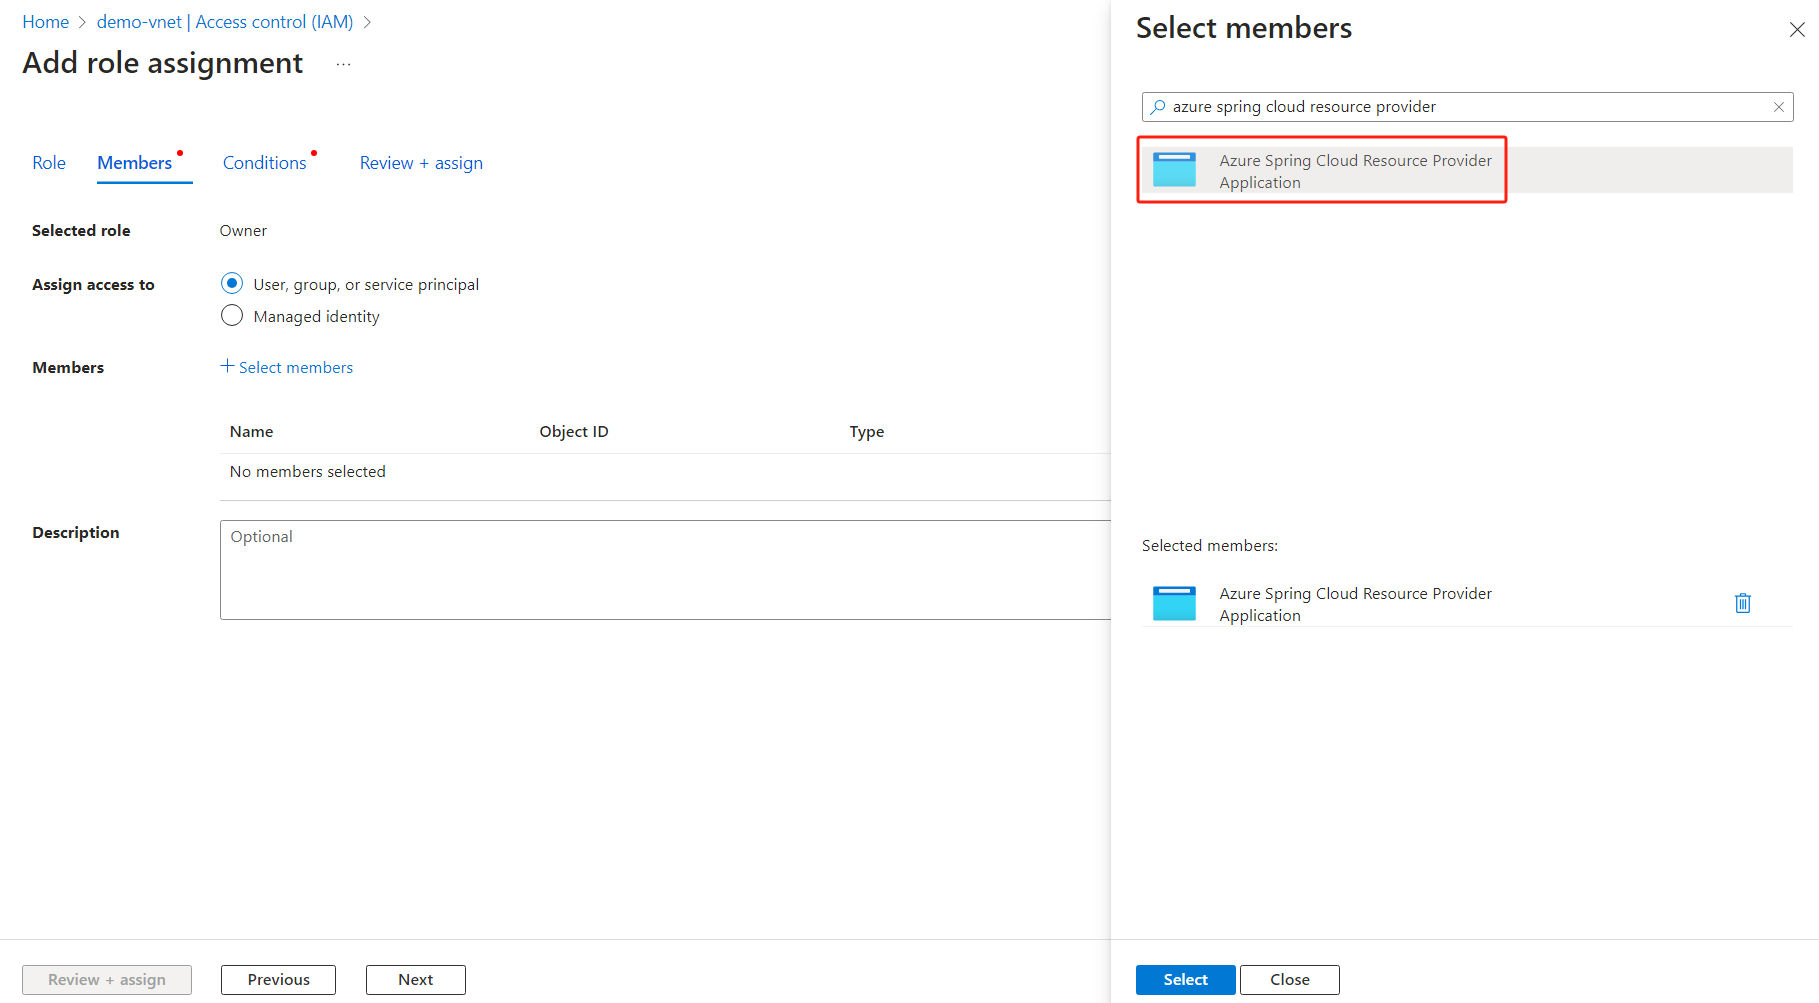 Home > demo-vnet | Access control (IAM) >
Add role assignment ...
Role Members Conditions Review + assign
Selected role Owner
Assign access to User, group, or service principal
Managed identity
Members + Select members
Name Object ID Type
No members selected
Description Optional
Review + assign Previous Next
Select members
azure spring cloud resource provider
Azure Spring Cloud Resource Provider
Application
Selected members:
Azure Spring Cloud Resource Provider
Application
Select Close